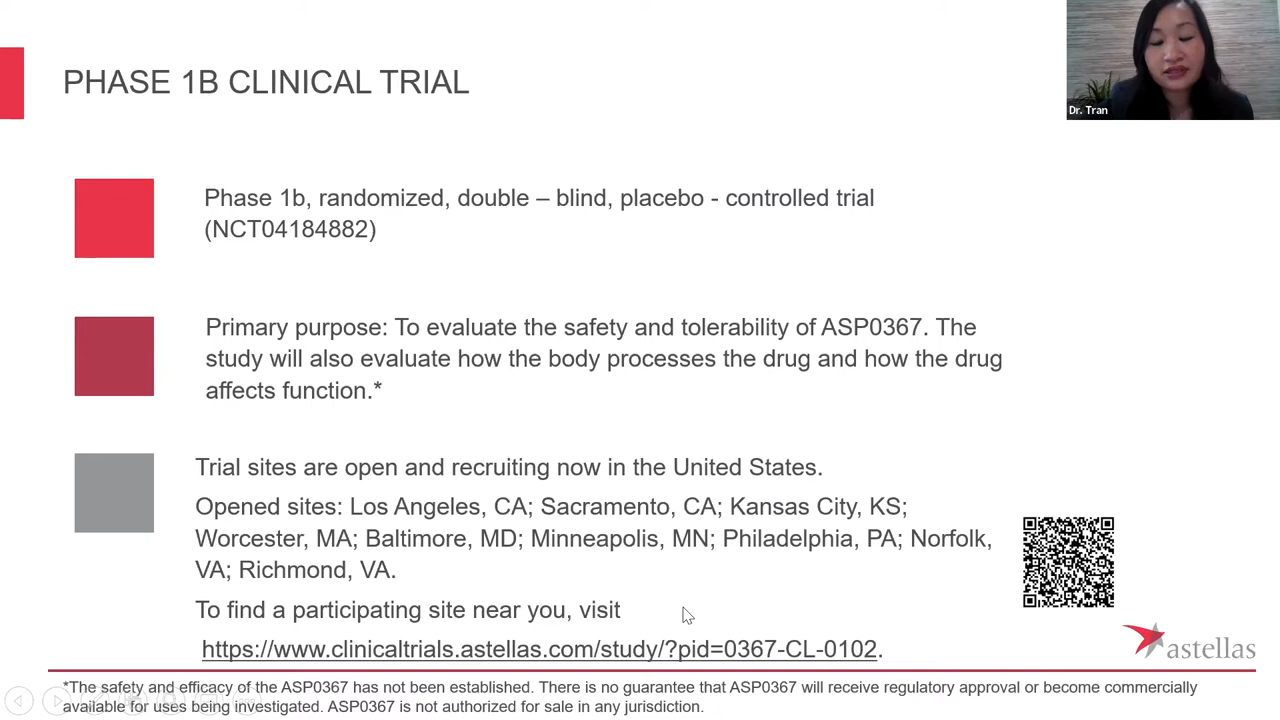 PHASE 1B CLINICAL TRIAL
Dr. Tran
Phase 1b, randomized, double – blind, placebo - controlled trial
(NCT04184882)
Primary purpose: To evaluate the safety and tolerability of ASP0367. The
study will also evaluate how the body processes the drug and how the drug
affects function.*
Trial sites are open and recruiting now in the United States.
Opened sites: Los Angeles, CA; Sacramento, CA; Kansas City, KS;
Worcester, MA; Baltimore, MD; Minneapolis, MN; Philadelphia, PA; Norfolk,
VA; Richmond, VA.
To find a participating site near you, visit
https://www.clinicaltrials.astellas.com/study/?pid=0367-CL-0102.
astellas
*The safety and efficacy of the ASP0367 has not been established. There is no guarantee that ASP0367 will receive regulatory approval or become commercially
available for uses being investigated. ASP0367 is not authorized for sale in any jurisdiction.